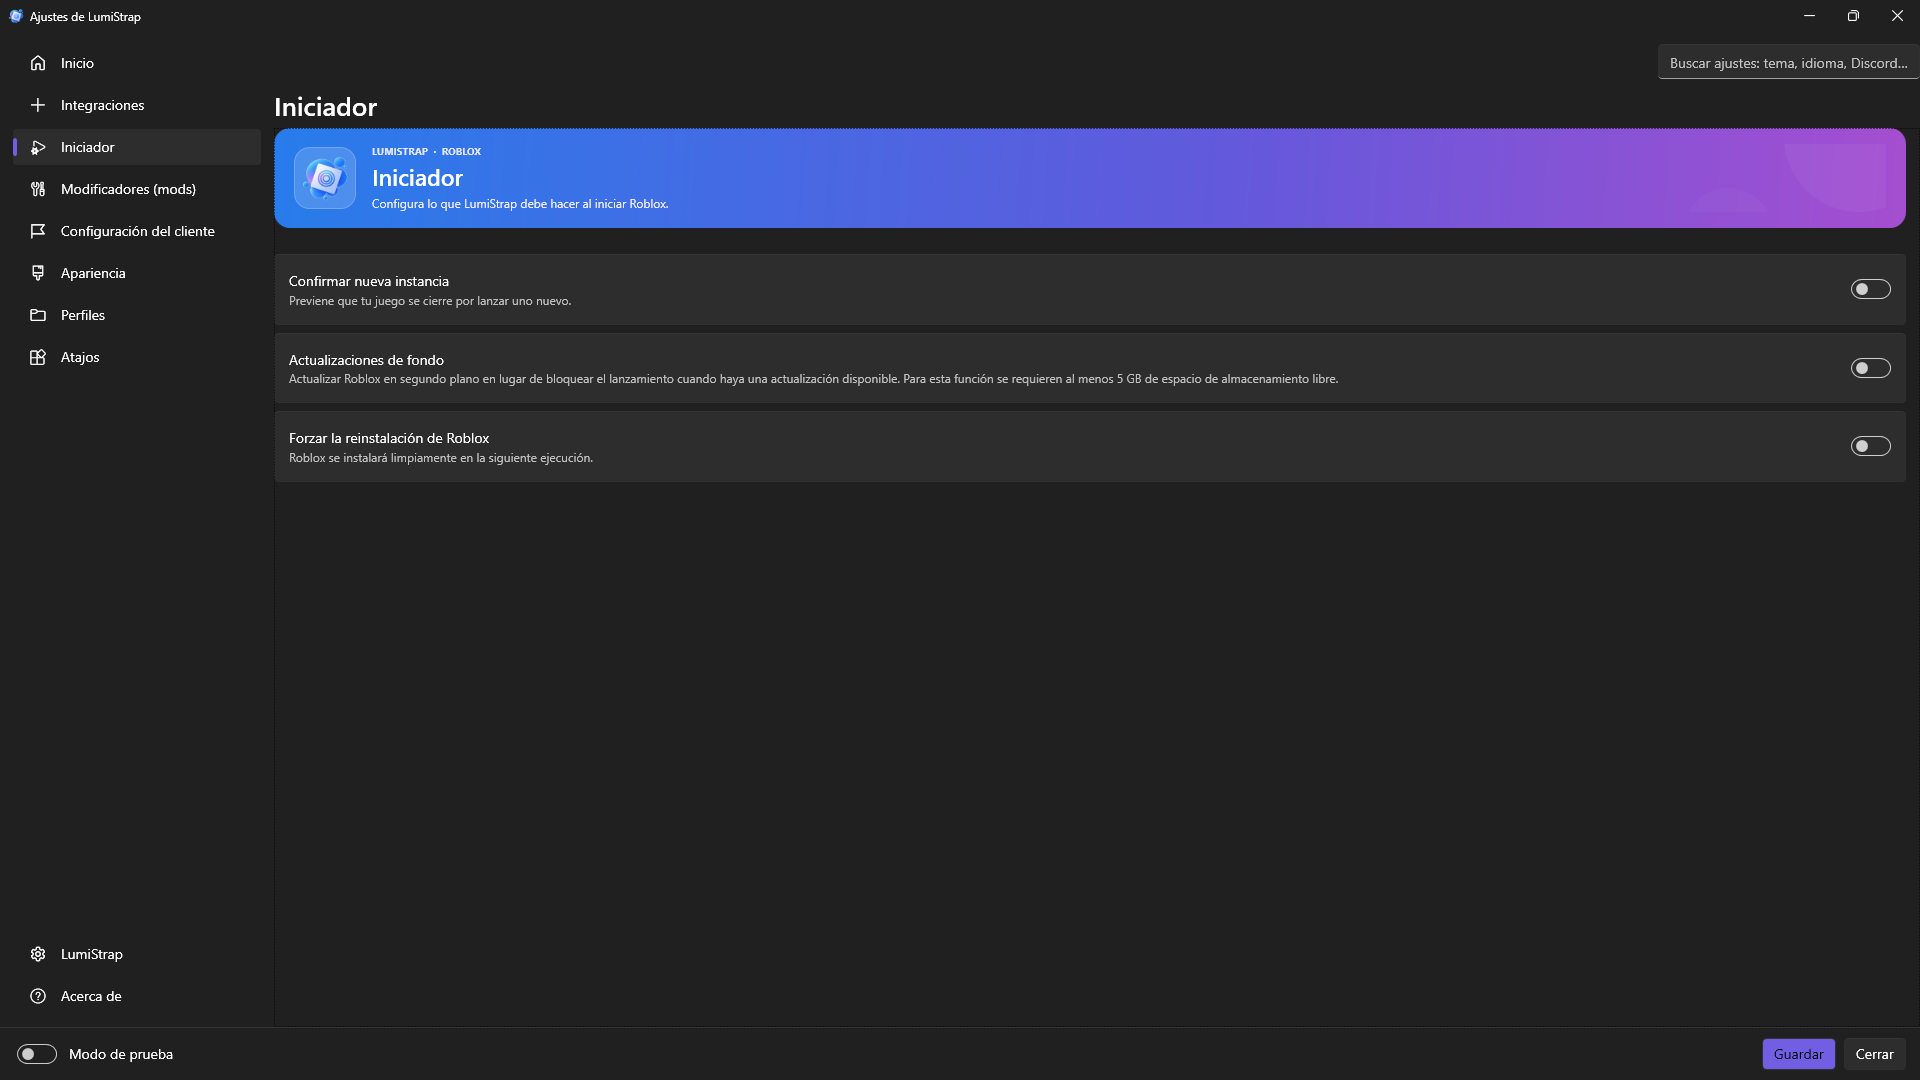 Ajustes de LumiStrap
Inicio
Integraciones
Iniciador
Modificadores (mods)
Configuración del cliente
Apariencia
Perfiles
Atajos
LumiStrap
Acerca de
Modo de prueba
Buscar ajustes: tema, idioma, Discord...
Iniciador
LUMISTRAP · ROBLOX
Iniciador
Configura lo que LumiStrap debe hacer al iniciar Roblox.
Confirmar nueva instancia
Previene que tu juego se cierre por lanzar uno nuevo.
Actualizaciones de fondo
Actualizar Roblox en segundo plano en lugar de bloquear el lanzamiento cuando haya una actualización disponible. Para esta función se requieren al menos 5 GB de espacio de almacenamiento libre.
Forzar la reinstalación de Roblox
Roblox se instalará limpiamente en la siguiente ejecución.
Guardar
Cerrar